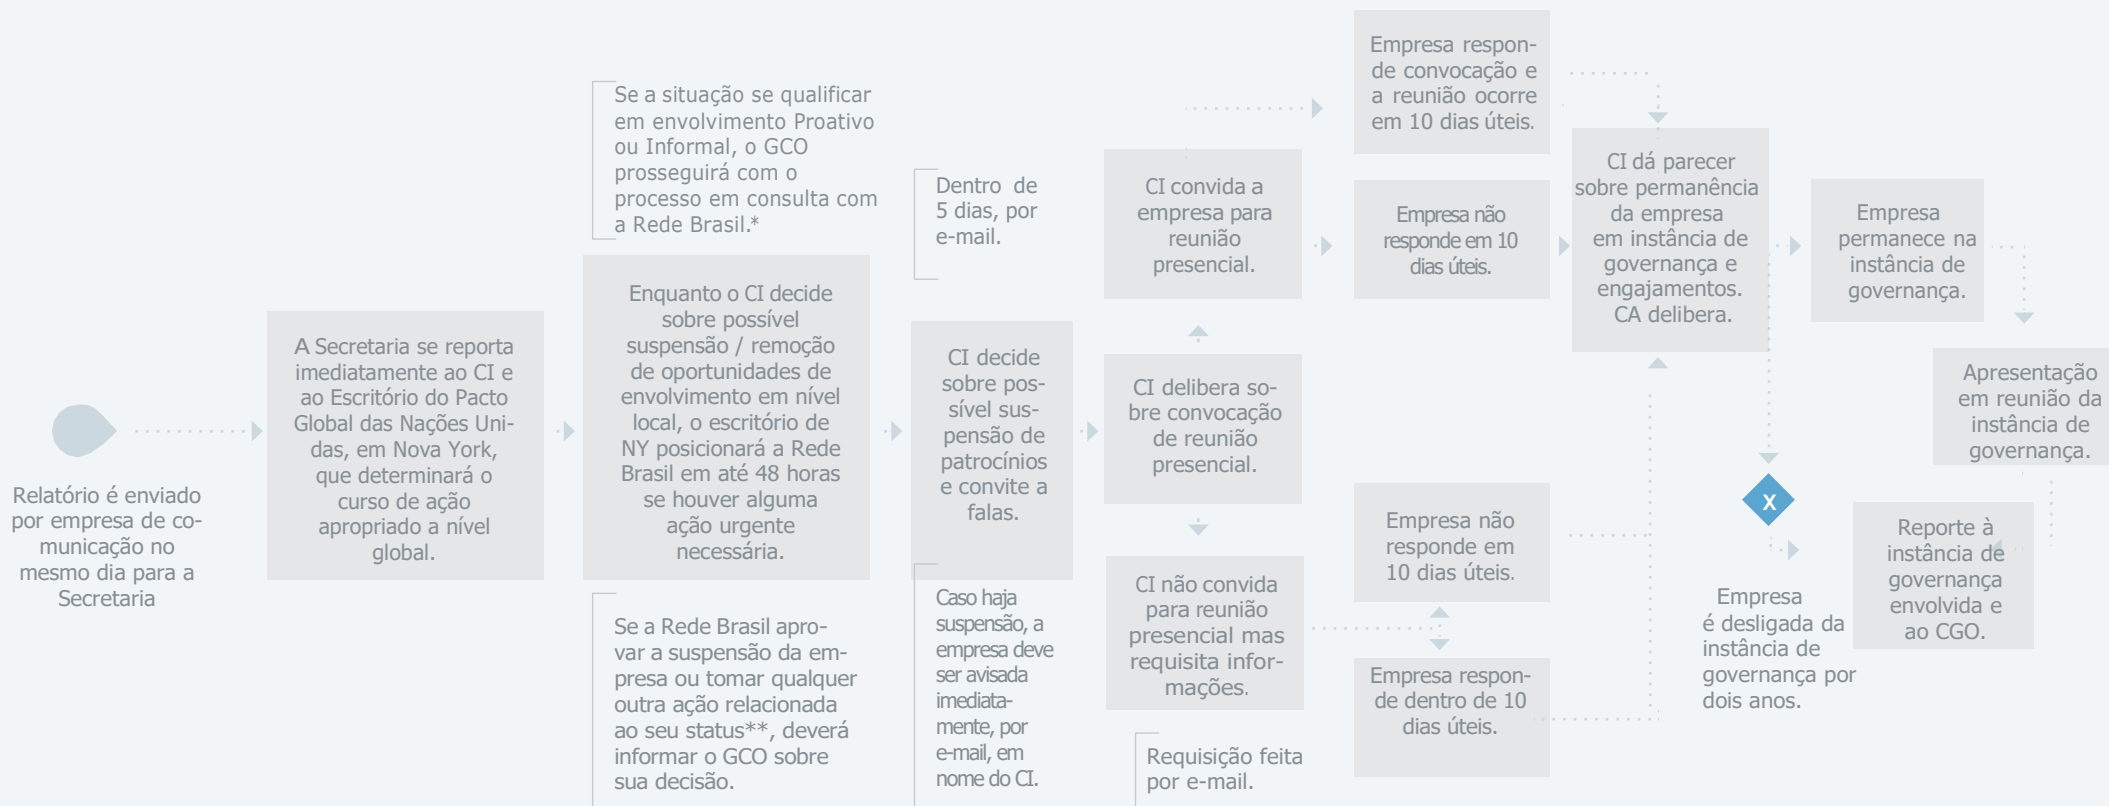 Relatório é enviado
por empresa de co-
municação no
mesmo dia para a
Secretaria
A Secretaria se reporta
imediatamente ao CI e
ao Escritório do Pacto
Global das Nações Uni-
das, em Nova York,
que determinará o
curso de ação
apropriado a nível
global.
Se a situação se qualificar
em envolvimento Proativo
ou Informal, o GCO
prosseguirá com o
processo em consulta com
a Rede Brasil.*
Enquanto o CI decide
sobre possível
suspensão / remoção
de oportunidades de
envolvimento em nível
local, o escritório de
NY posicionará a Rede
Brasil em até 48 horas
se houver alguma
ação urgente
necessária.
Se a Rede Brasil apro-
var a suspensão da em-
presa ou tomar qualquer
outra ação relacionada
ao seu status**, deverá
informar o GCO sobre
sua decisão.
Dentro de
5 dias, por
e-mail.
CI decide
sobre pos-
sível sus-
pensão de
patrocínios
e convite a
falas.
Caso haja
suspensão, a
empresa deve
ser avisada
imediata-
mente, por
e-mail, em
nome do CI.
CI convida a
empresa para
reunião
presencial.
CI delibera so-
bre convocação
de reunião
presencial.
CI não convida
para reunião
presencial mas
requisita infor-
mações.
Requisição feita
por e-mail.
Empresa respon-
de convocação e
a reunião ocorre
em 10 dias úteis.
Empresa não
responde em 10
dias úteis.
Empresa não
responde em
10 dias úteis.
Empresa respon-
de dentro de 10
dias úteis.
CI dá parecer
sobre permanência
da empresa
em instância de
governança e
engajamentos.
CA delibera.
Empresa
permanece na
instância de
governança.
Apresentação
em reunião da
instância de
governança.
X
Empresa
é desligada da
instância de
governança por
dois anos.
Reporte à
instância de
governança
envolvida e
ao CGO.